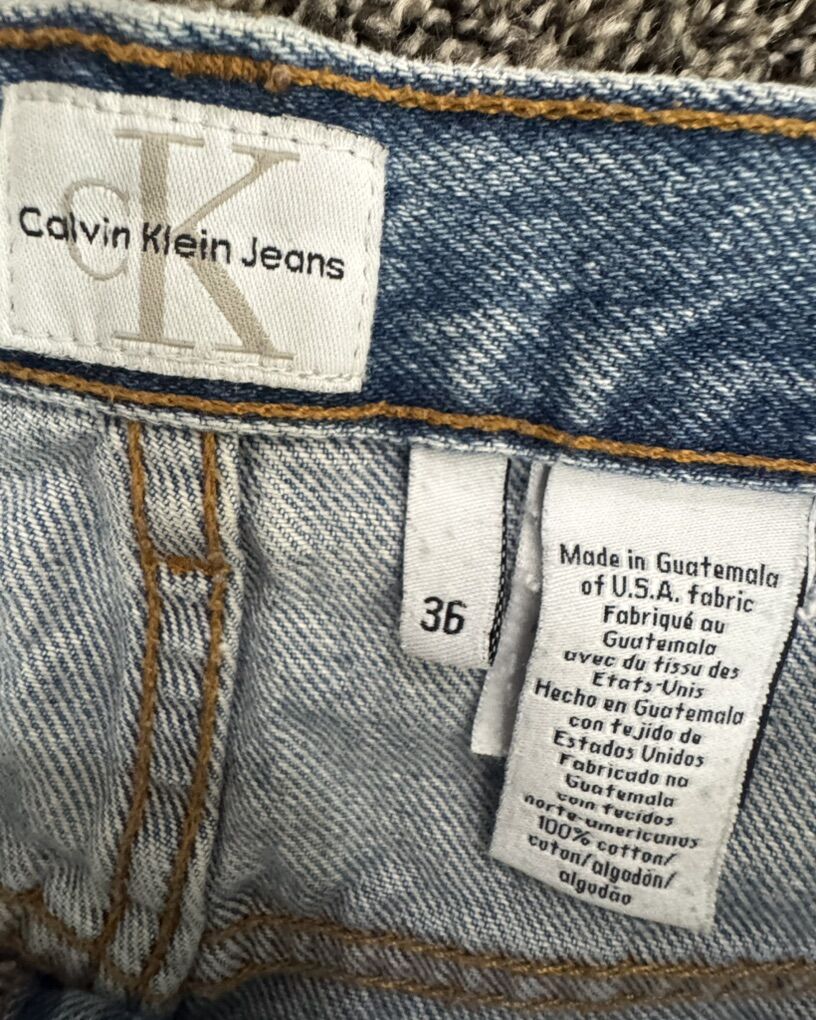 CK
Calvin Klein Jeans
36
Made in Guatemala
of U.S.A. fabric
Fabriqué au
Guatemala
avec du tissu des
Etats-Unis
Hecho en Guatemala
con tejido de
Estados Unidos
Fabricado na
Guatemala
com tecidos
norte-americanos
100% cotton/
coton/algodón/
algodão